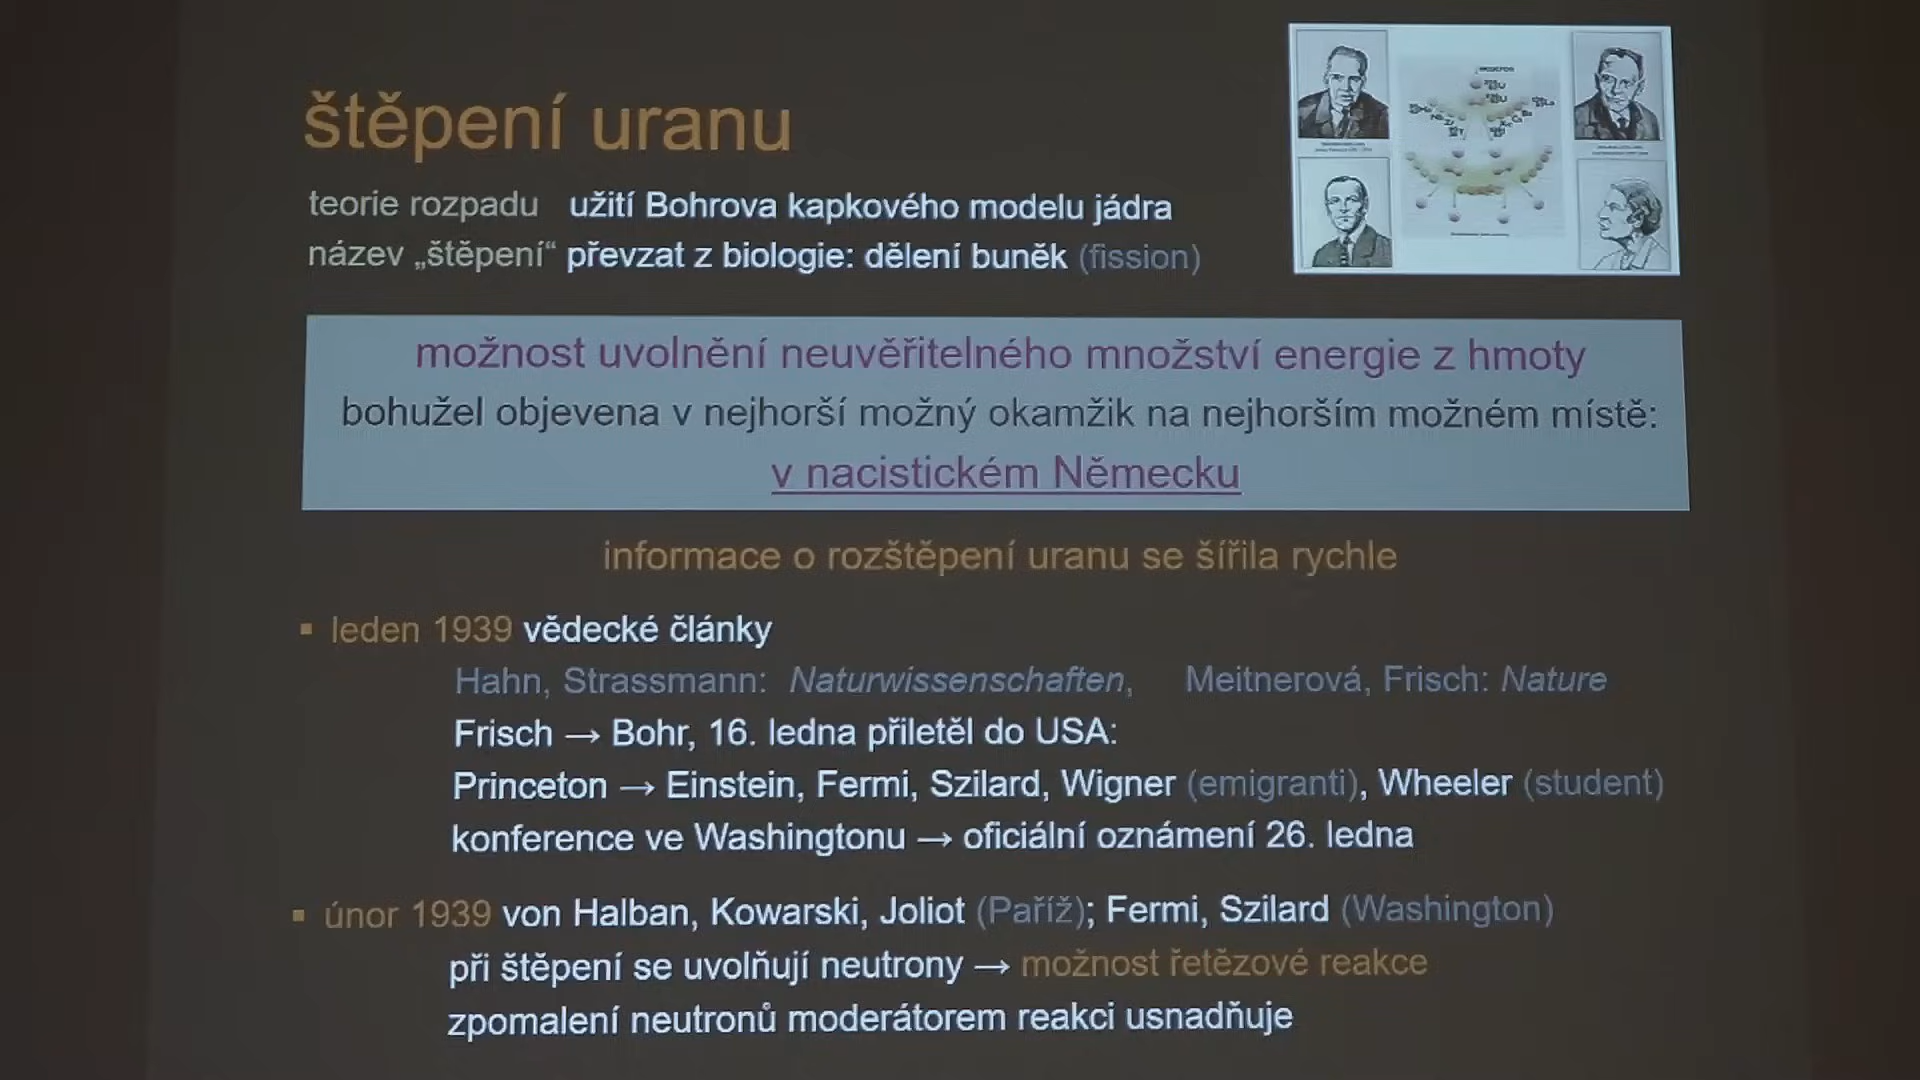 štěpení uranu
teorie rozpadu užití Bohrova kapkového modelu jádra
název „štěpení“ převzat z biologie: dělení buněk (fission)
možnost uvolnění neuvěřitelného množství energie z hmoty
bohužel objevena v nejhorší možný okamžik na nejhorším možném místě:
v nacistickém Německu
informace o rozštěpení uranu se šířila rychle
▪ leden 1939 vědecké články
Hahn, Strassmann: Naturwissenschaften, Meitnerová, Frisch: Nature
Frisch → Bohr, 16. ledna přiletěl do USA:
Princeton → Einstein, Fermi, Szilard, Wigner (emigranti), Wheeler (student)
konference ve Washingtonu → oficiální oznámení 26. ledna
▪ únor 1939 von Halban, Kowarski, Joliot (Paříž); Fermi, Szilard (Washington)
při štěpení se uvolňují neutrony → možnost řetězové reakce
zpomalení neutronů moderátorem reakci usnadňuje